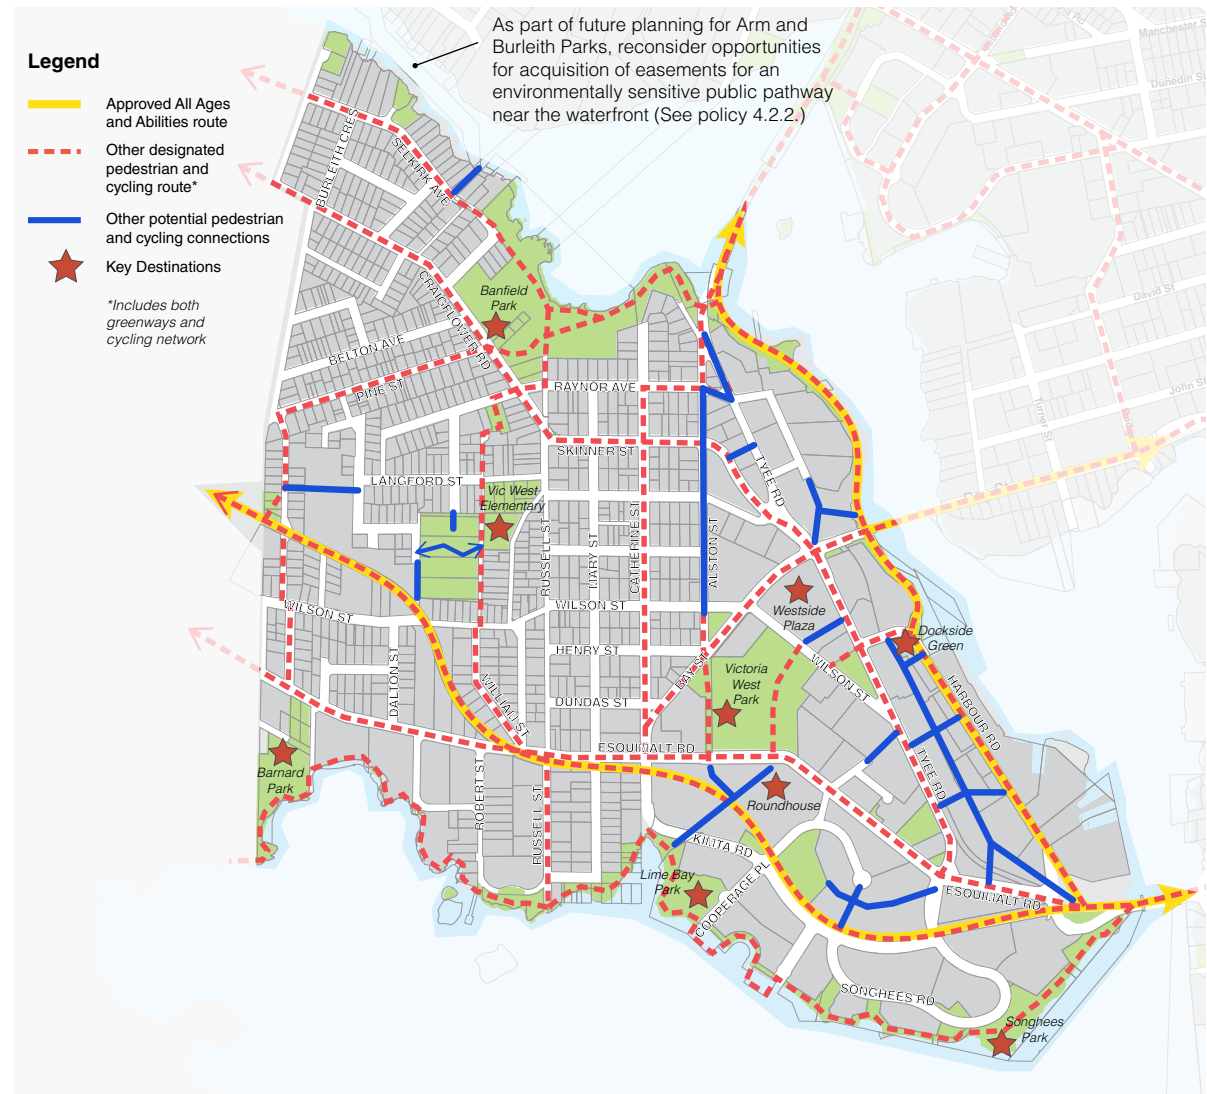 As part of future planning for Arm and
Burleith Parks, reconsider opportunities
for acquisition of easements for an
environmentally sensitive public pathway
near the waterfront (See policy 4.2.2.)
Legend
Approved All Ages
and Abilities route
Other designated
pedestrian and
cycling route*
Other potential pedestrian
and cycling connections
Key Destinations
*Includes both
greenways and
cycling network
Manchester
Dunedin St
David St
John St
Turner St
BURLEITH CRES
SELKIRK AVE
CRAIGFLOWER RD
Banfield
Park
BELTON AVE
PINE ST
RAYNOR AVE
SKINNER ST
LANGFORD ST
Vic West
Elementary
TYEE RD
RUSSELL ST
MARY ST
CATHERINE ST
ALSTON ST
WILSON ST
WILSON ST
Westside
Plaza
Dockside
Green
HENRY ST
BAY ST
Victoria
West
Park
WILSON ST
DALTON ST
WILLIAM ST
DUNDAS ST
HARBOUR RD
ESQUIMALT RD
TYEE RD
Barnard
Park
ROBERT ST
RUSSELL ST
Roundhouse
KIMTA RD
Lime Bay
Park
COOPERAGE PL
ESQUIMALT RD
SONGHEES RD
Songhees
Park